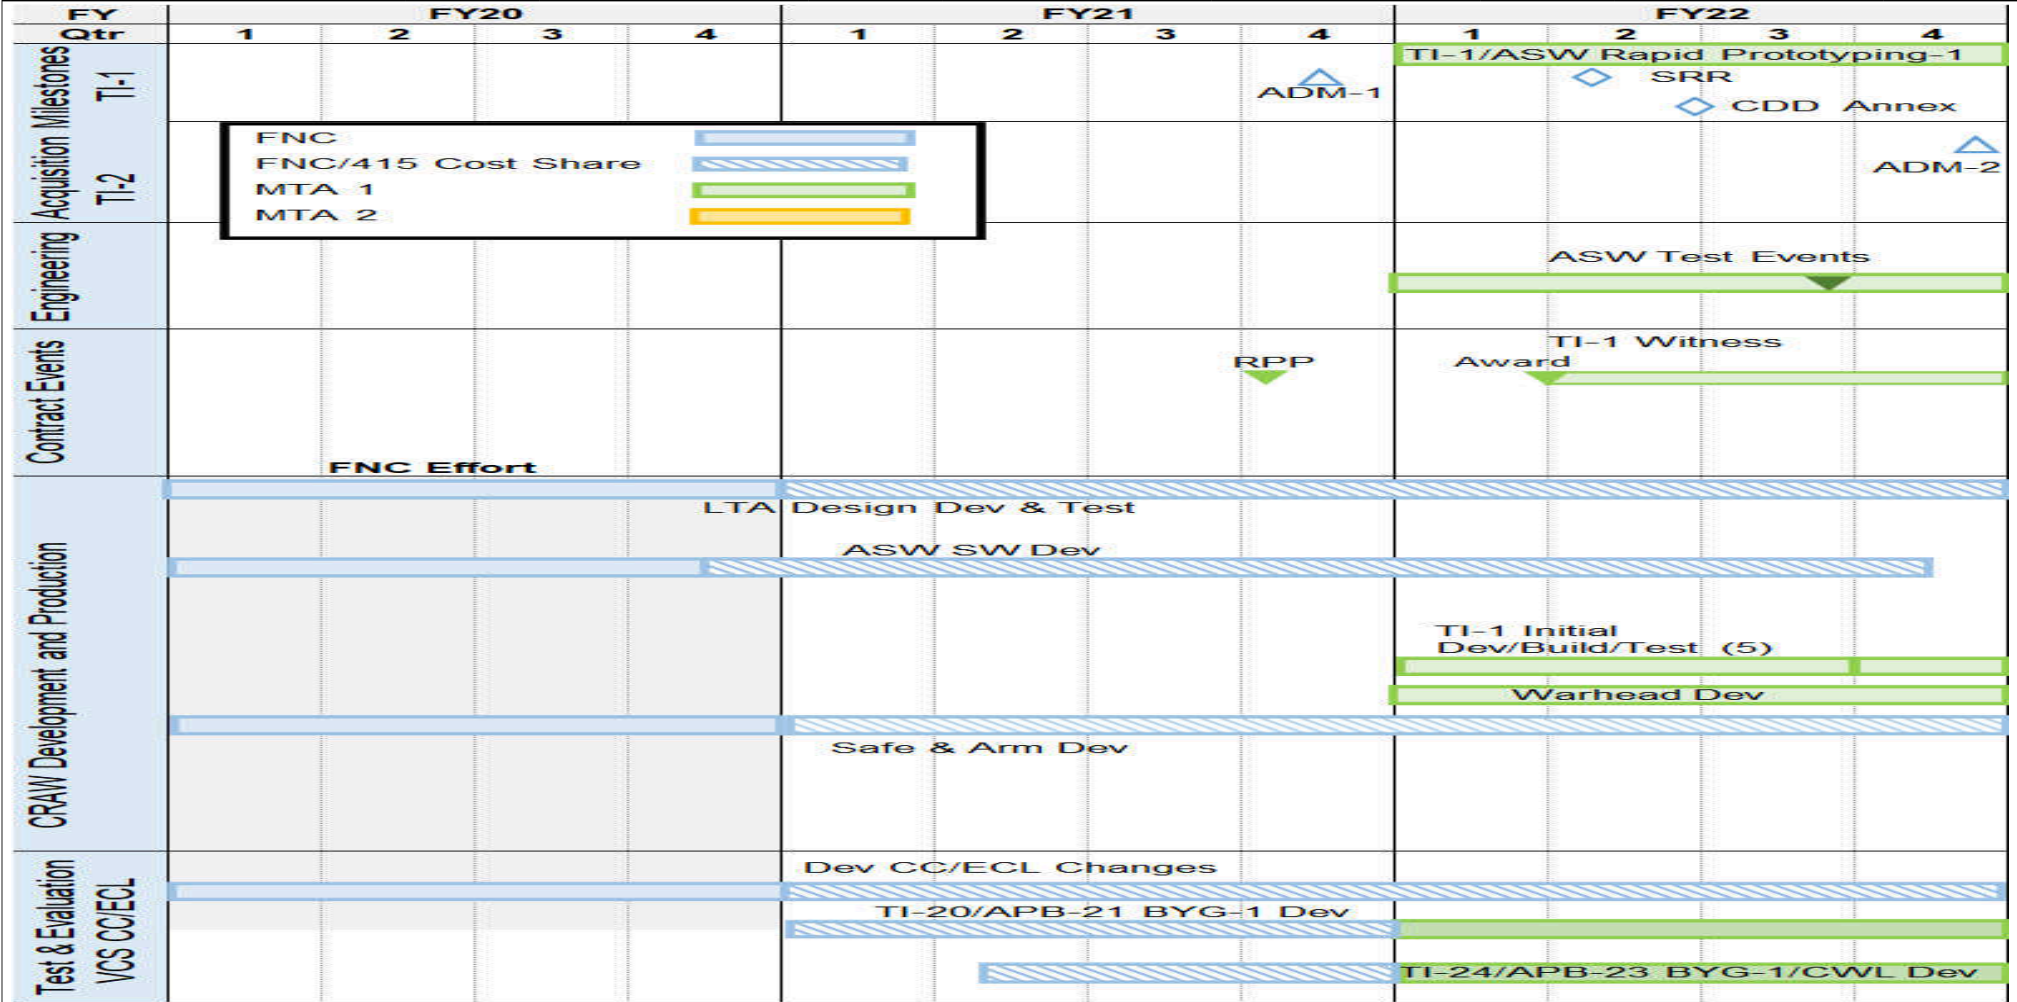 FY FY20 FY21 FY22
Qtr 1 2 3 4 1 2 3 4 1 2 3 4
Acquisition Milestones
TI-1
TI-2
TI-1/ASW Rapid Prototyping-1
ADM-1
SRR
CDD Annex
ADM-2
FNC
FNC/415 Cost Share
MTA 1
MTA 2
Engineering
ASW Test Events
Contract Events
TI-1 Witness
RPP
Award
FNC Effort
CRAW Development and Production
LTA Design Dev & Test
ASW SW Dev
TI-1 Initial
Dev/Build/Test (5)
Warhead Dev
Safe & Arm Dev
Test & Evaluation
VCS CC/ECL
Dev CC/ECL Changes
TI-20/APB-21 BYG-1 Dev
TI-24/APB-23 BYG-1/CWL Dev